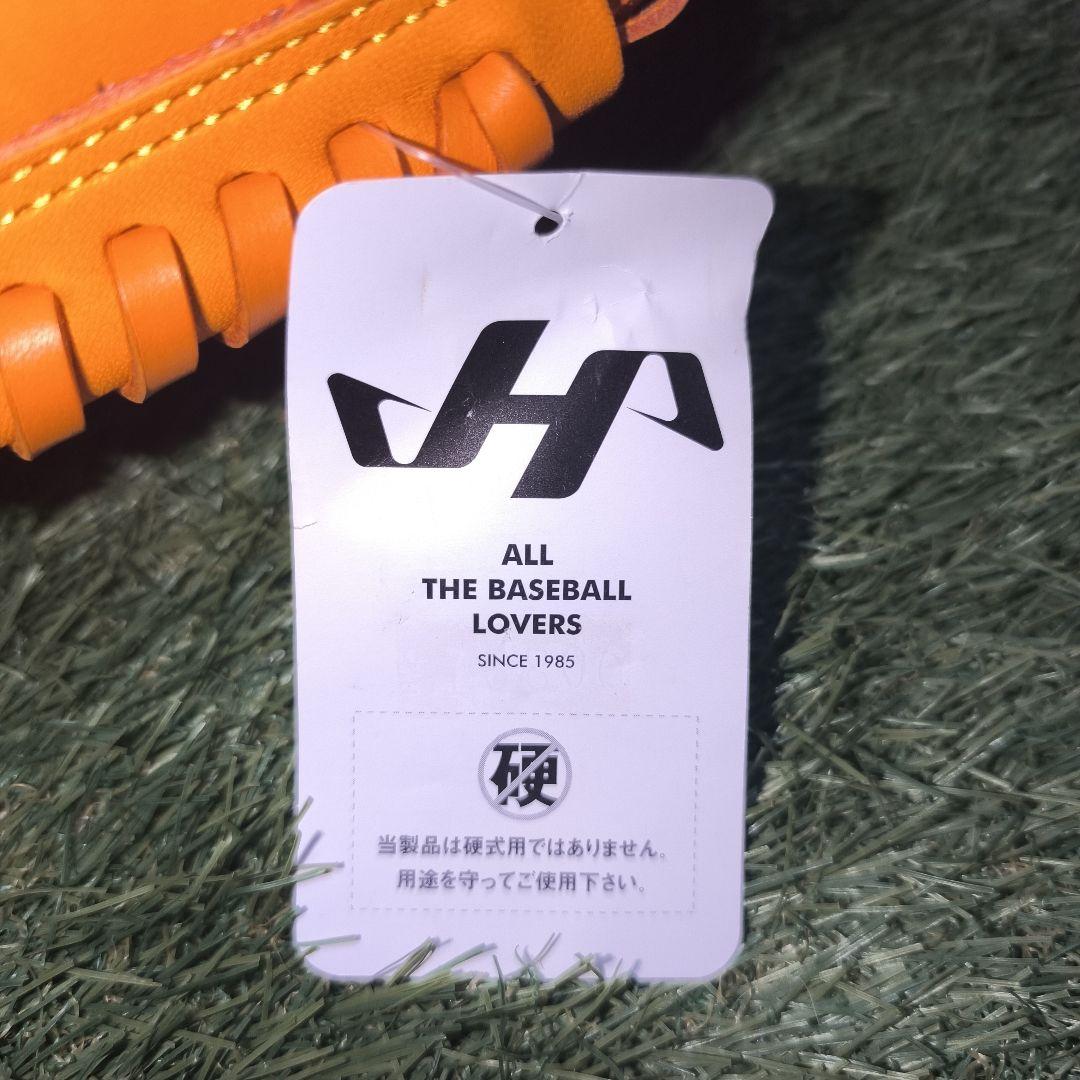 ALL
THE BASEBALL
LOVERS
SINCE 1985
硬
当製品は硬式用ではありません。
用途を守ってご使用下さい。